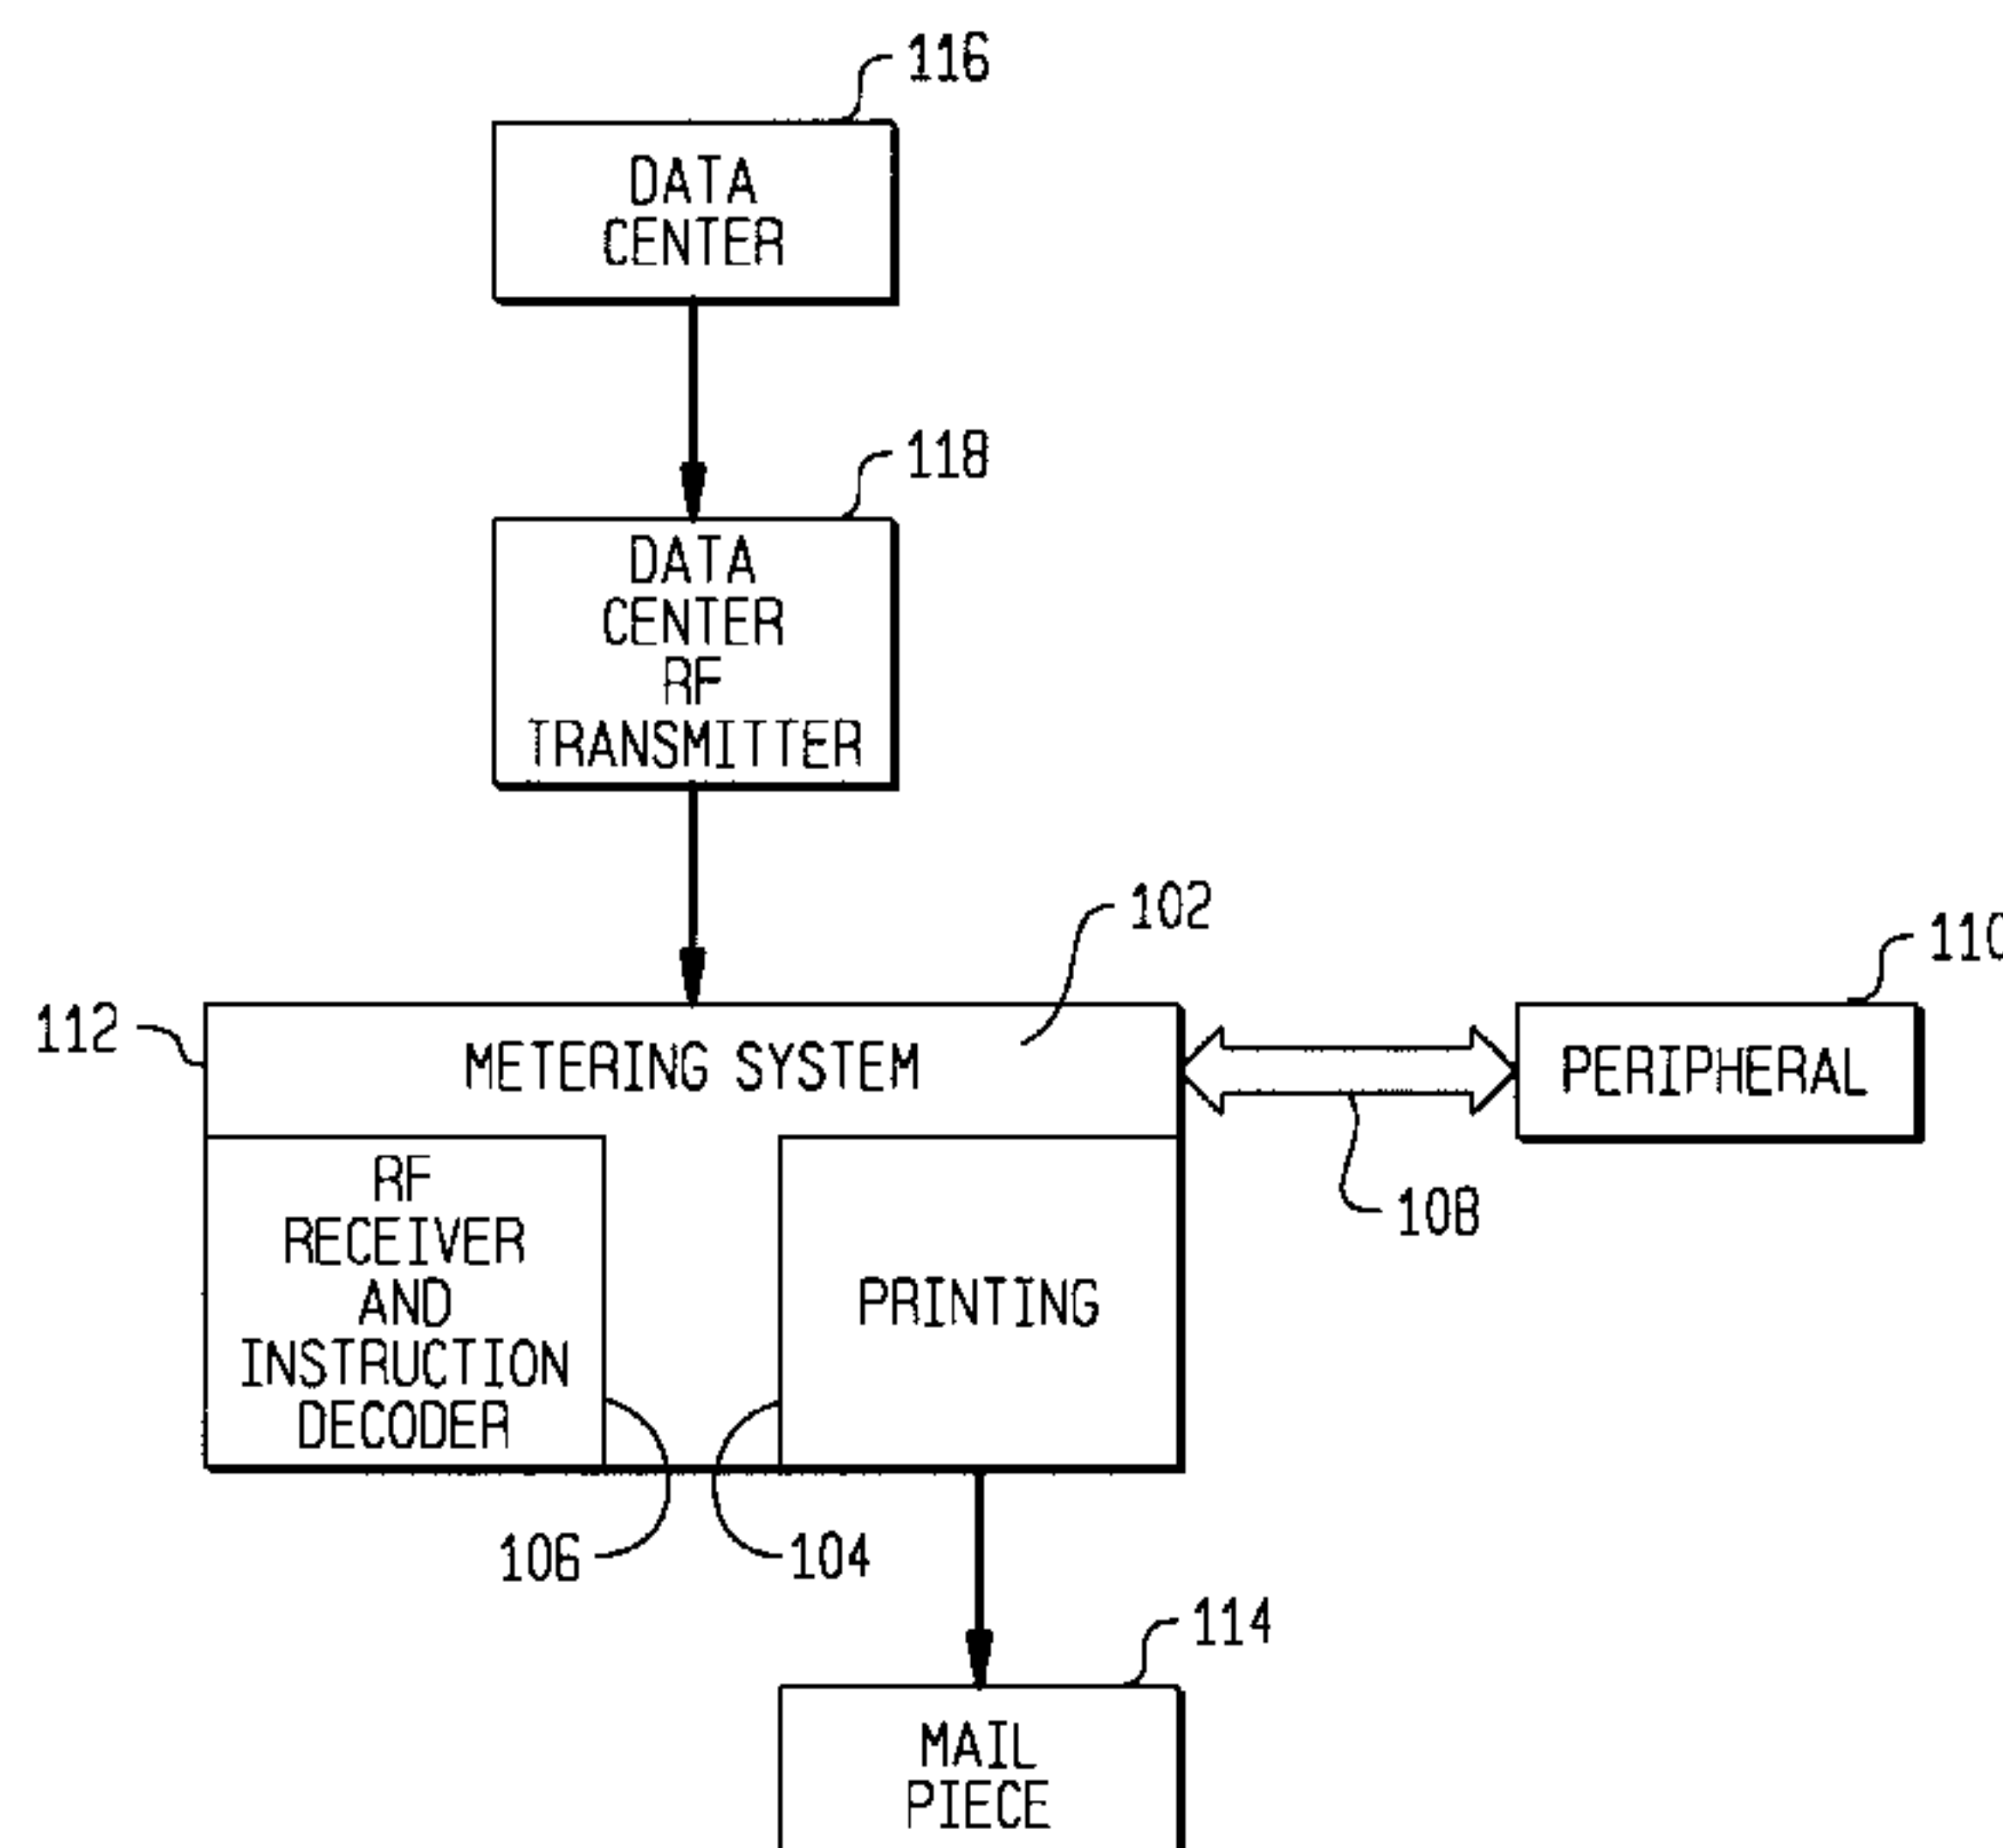 116
DATA
CENTER
118
DATA
CENTER
RF
TRANSMITTER
102
110
112
METERING SYSTEM
PERIPHERAL
108
RF
RECEIVER
AND
INSTRUCTION
DECODER
PRINTING
106
104
114
MAIL
PIECE